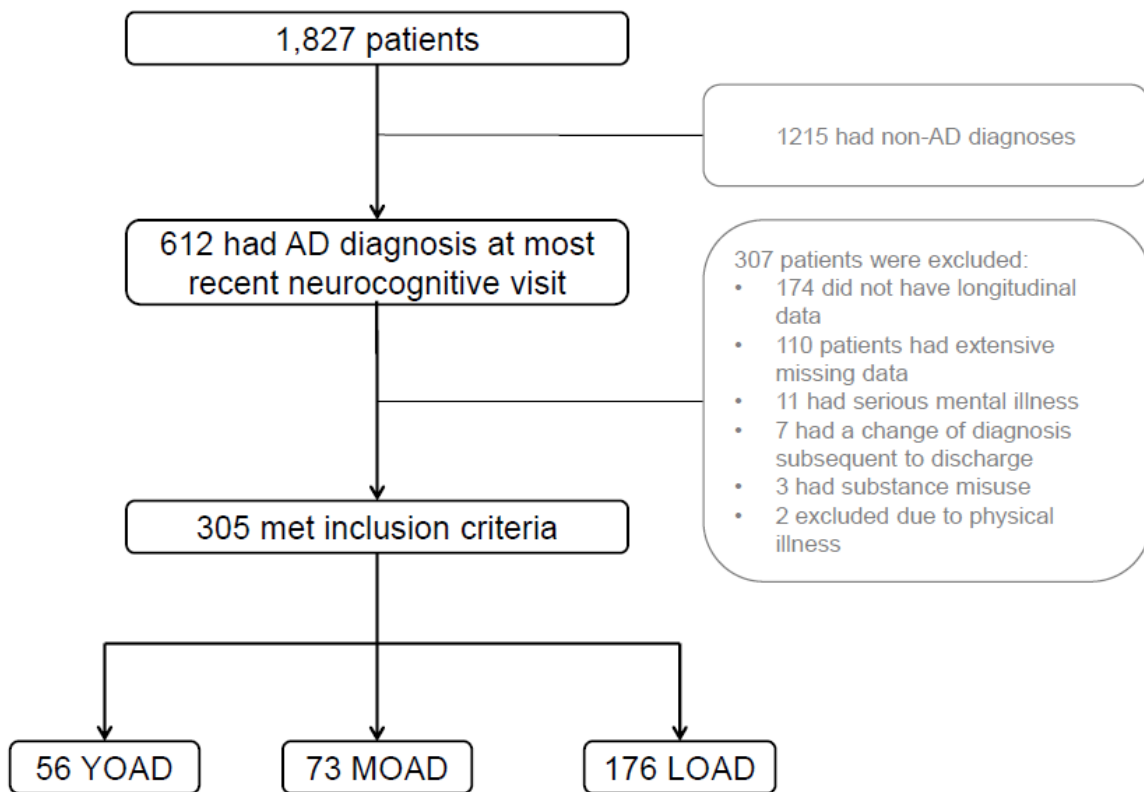 1,827 patients
1215 had non-AD diagnoses
612 had AD diagnosis at most
recent neurocognitive visit
307 patients were excluded:
• 174 did not have longitudinal
data
• 110 patients had extensive
missing data
• 11 had serious mental illness
• 7 had a change of diagnosis
subsequent to discharge
• 3 had substance misuse
• 2 excluded due to physical
illness
305 met inclusion criteria
56 YOAD
73 MOAD
176 LOAD